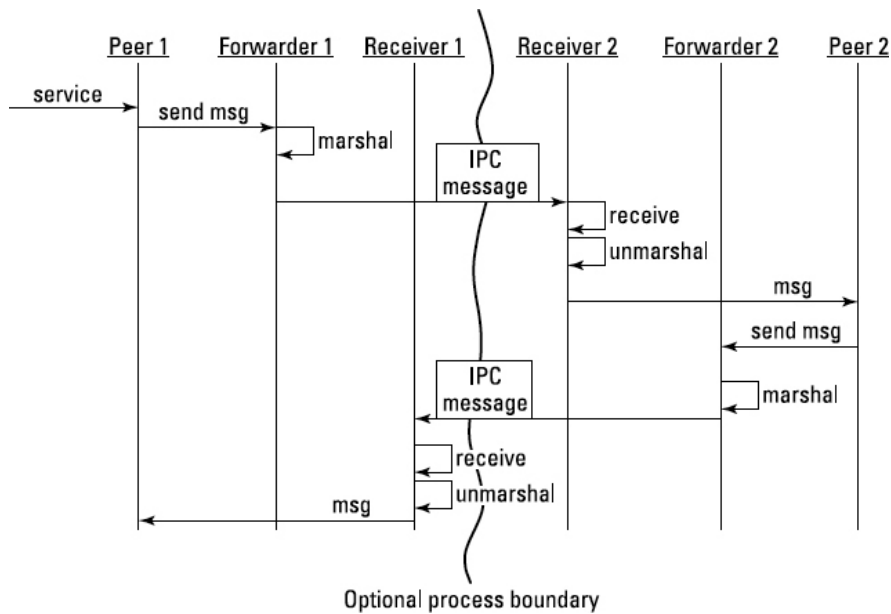 Peer 1 Forwarder 1 Receiver 1 Receiver 2 Forwarder 2 Peer 2
service
send msg
marshal
IPC
message
receive
unmarshal
msg
send msg
IPC
message
marshal
receive
unmarshal
msg
Optional process boundary